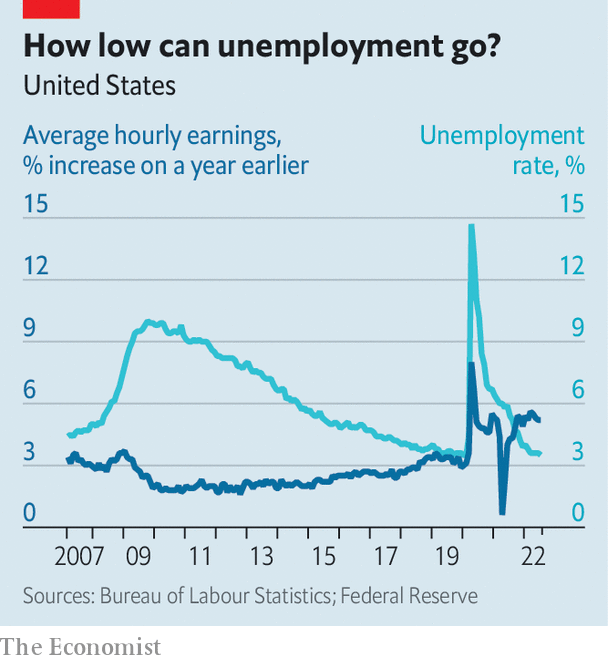 How low can unemployment go?
United States
Average hourly earnings,
% increase on a year earlier
Unemployment
rate, %
15 15
12 12
9 9
6 6
3 3
0 0
2007 09 11 13 15 17 19 22
Sources: Bureau of Labour Statistics; Federal Reserve
The Economist